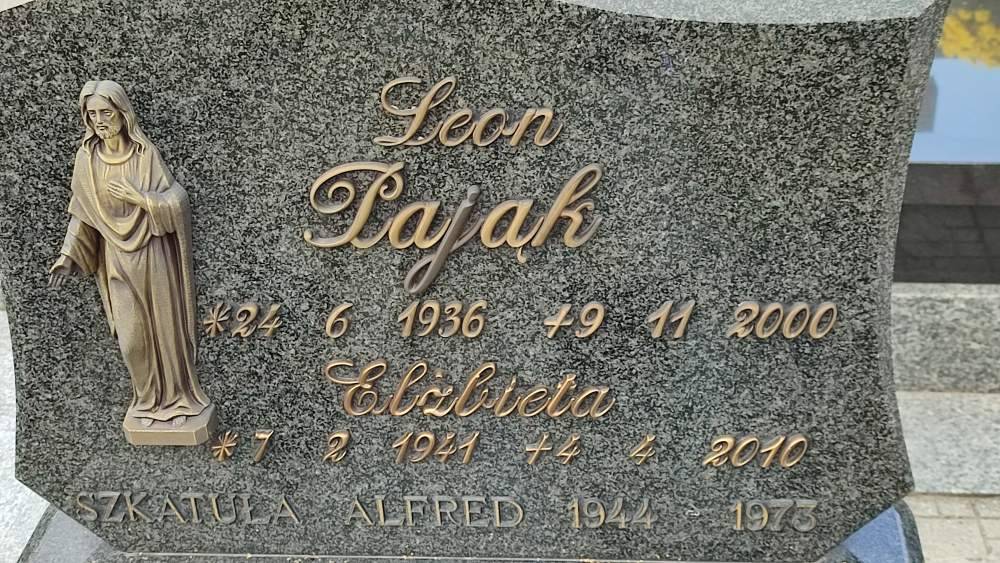 Leon
Pająk
*24 6 1936 +9 11 2000
Elżbieta
*7 2 1941 +4 4 2010
SZKATUŁA ALFRED 1944 1973